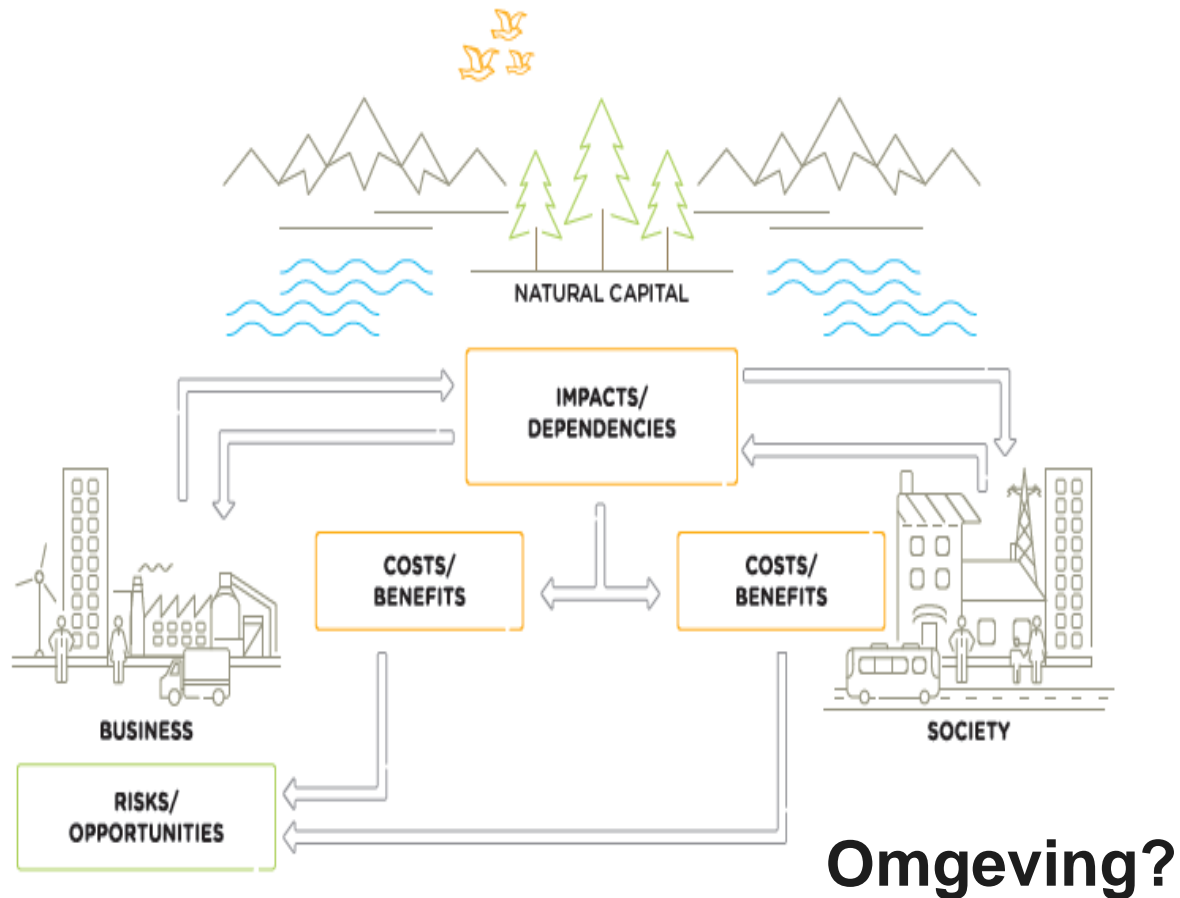 NATURAL CAPITAL
IMPACTS/
DEPENDENCIES
COSTS/
BENEFITS
COSTS/
BENEFITS
BUSINESS
SOCIETY
RISKS/
OPPORTUNITIES
Omgeving?